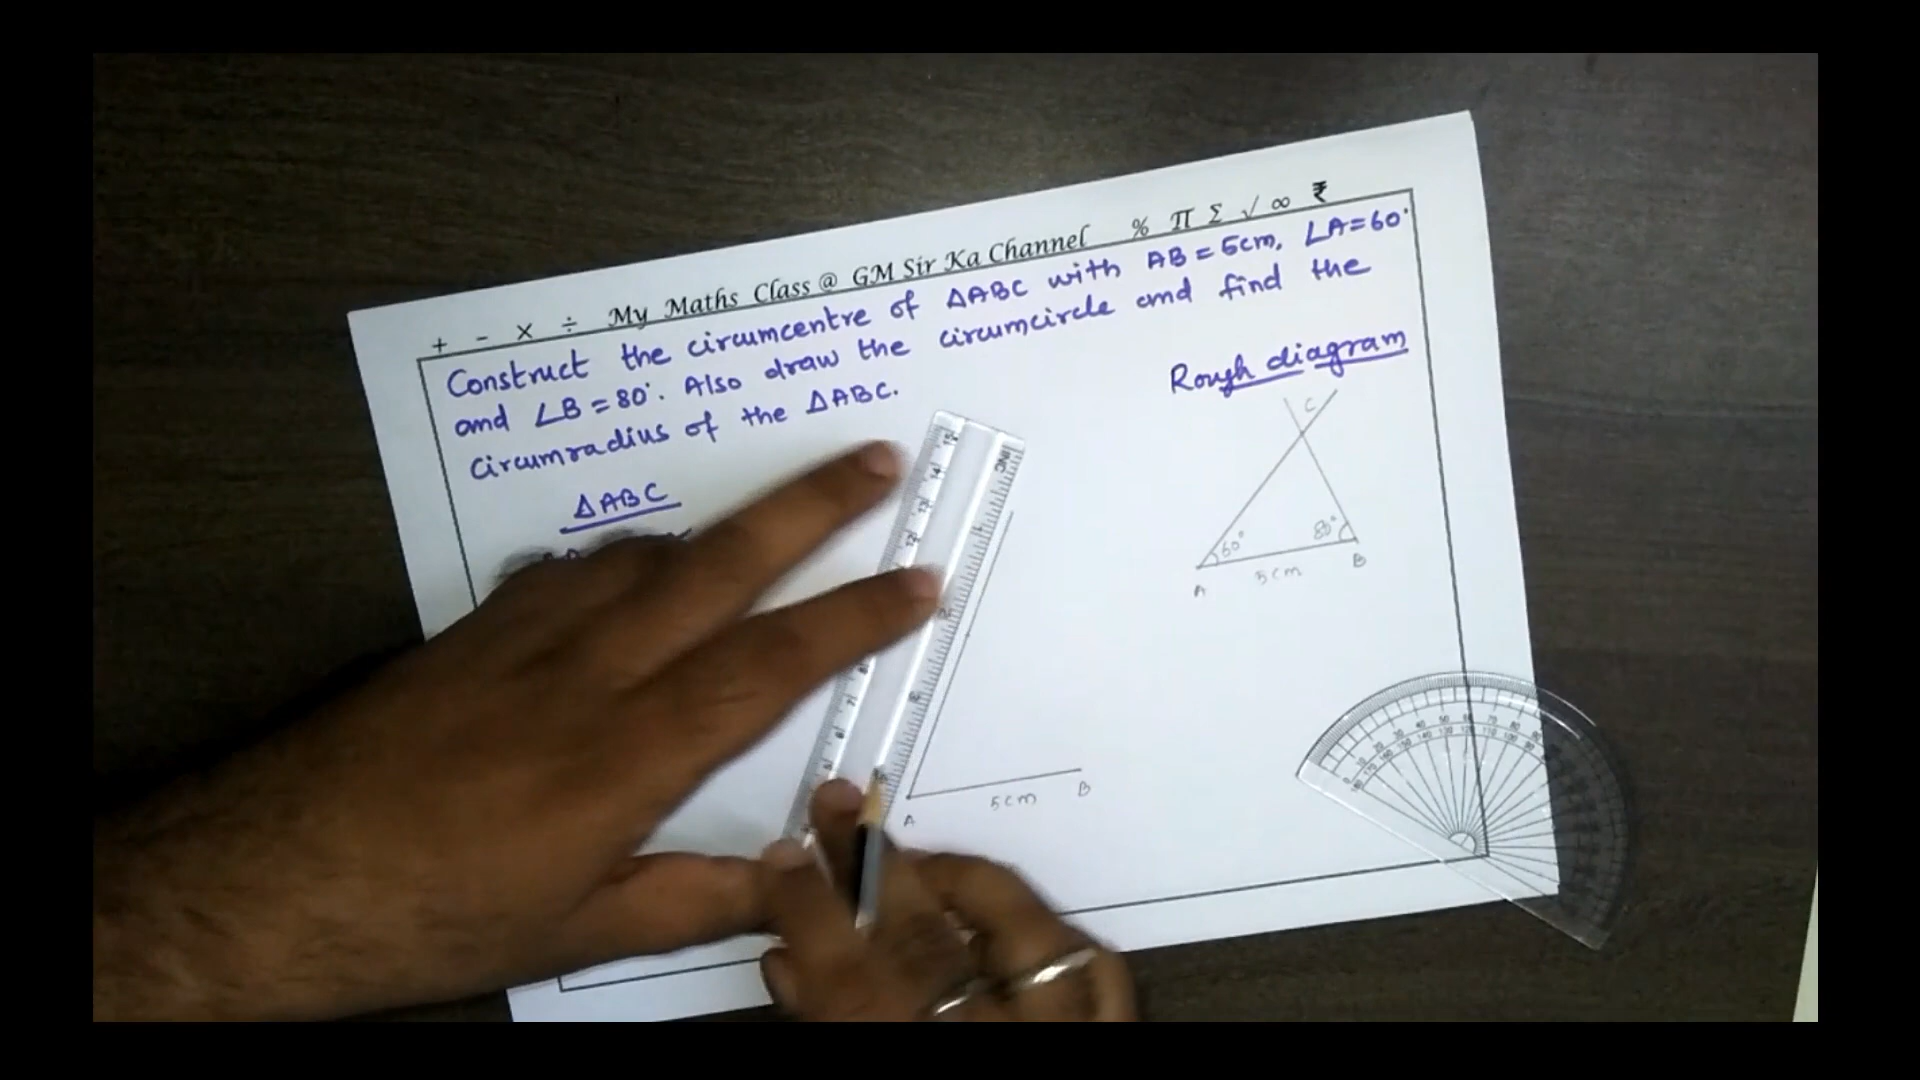 + - × ÷ My Maths Class @ GM Sir Ka Channel % Π Σ √ ∞ ₹
Construct the circumcentre of ΔABC with AB = 5cm, ∠A=60°
and ∠B = 80°. Also draw the circumcircle and find the
circumradius of the ΔABC.
Rough diagram
C
60°
80°
A
5cm
B
ΔABC
5cm
A
B